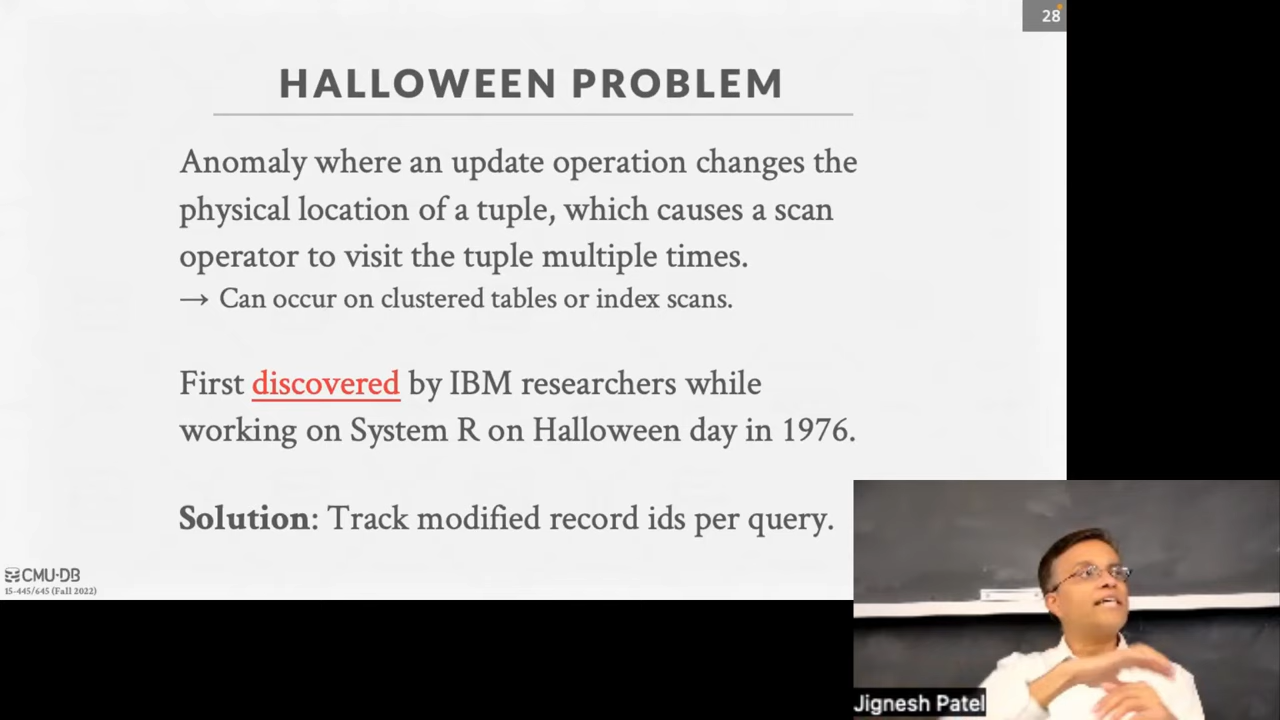 28
HALLOWEEN PROBLEM
Anomaly where an update operation changes the
physical location of a tuple, which causes a scan
operator to visit the tuple multiple times.
→ Can occur on clustered tables or index scans.
First discovered by IBM researchers while
working on System R on Halloween day in 1976.
Solution: Track modified record ids per query.
CMU·DB
15-445/645 (Fall 2022)
Jignesh Patel